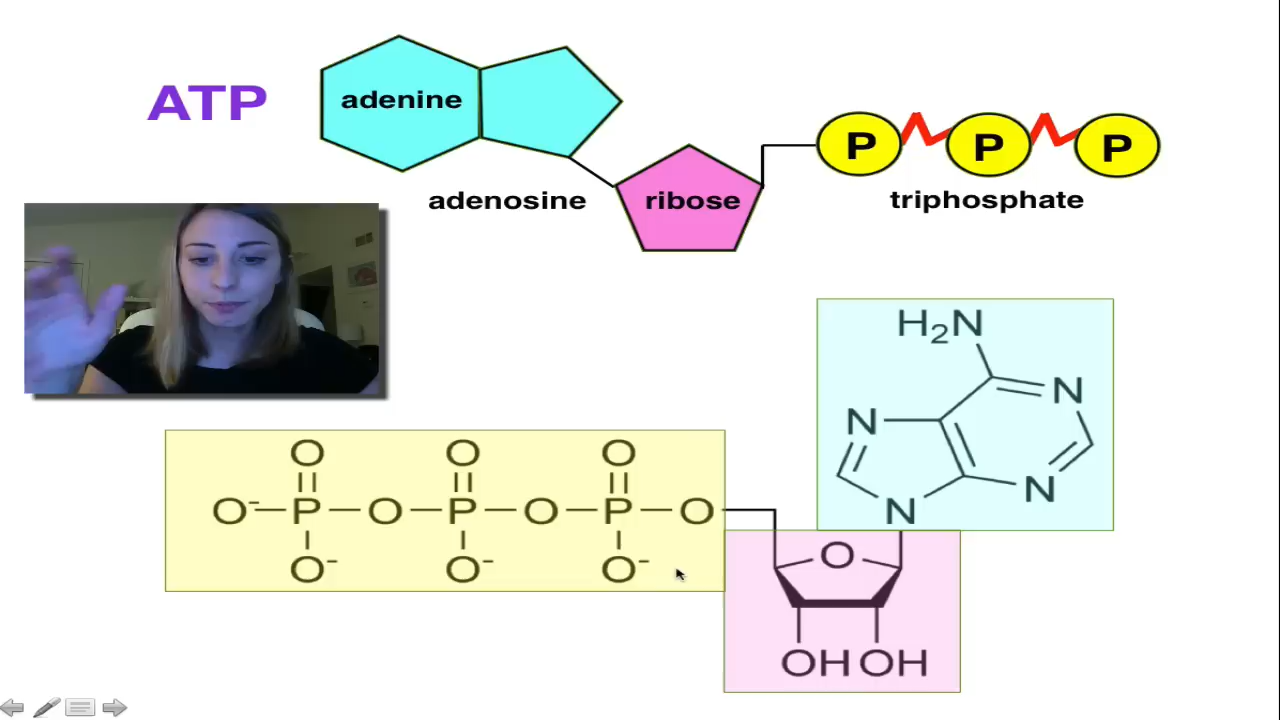 ATP
adenine
P P P
adenosine
ribose
triphosphate
H₂N
N
N
N
N
O O O
O⁻ P O P O P O
O⁻ O⁻ O⁻
O
OH OH